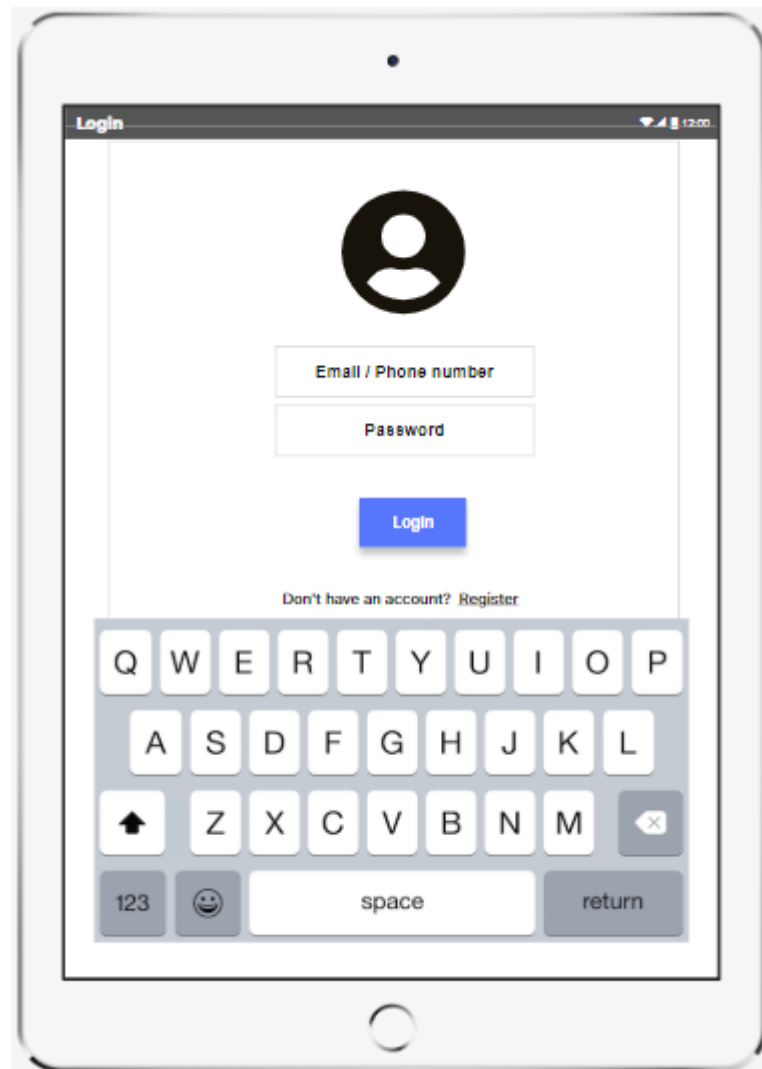 Login 12:00
Email / Phone number
Password
Login
Don't have an account? Register
Q W E R T Y U I O P
A S D F G H J K L
Z X C V B N M
123 space return